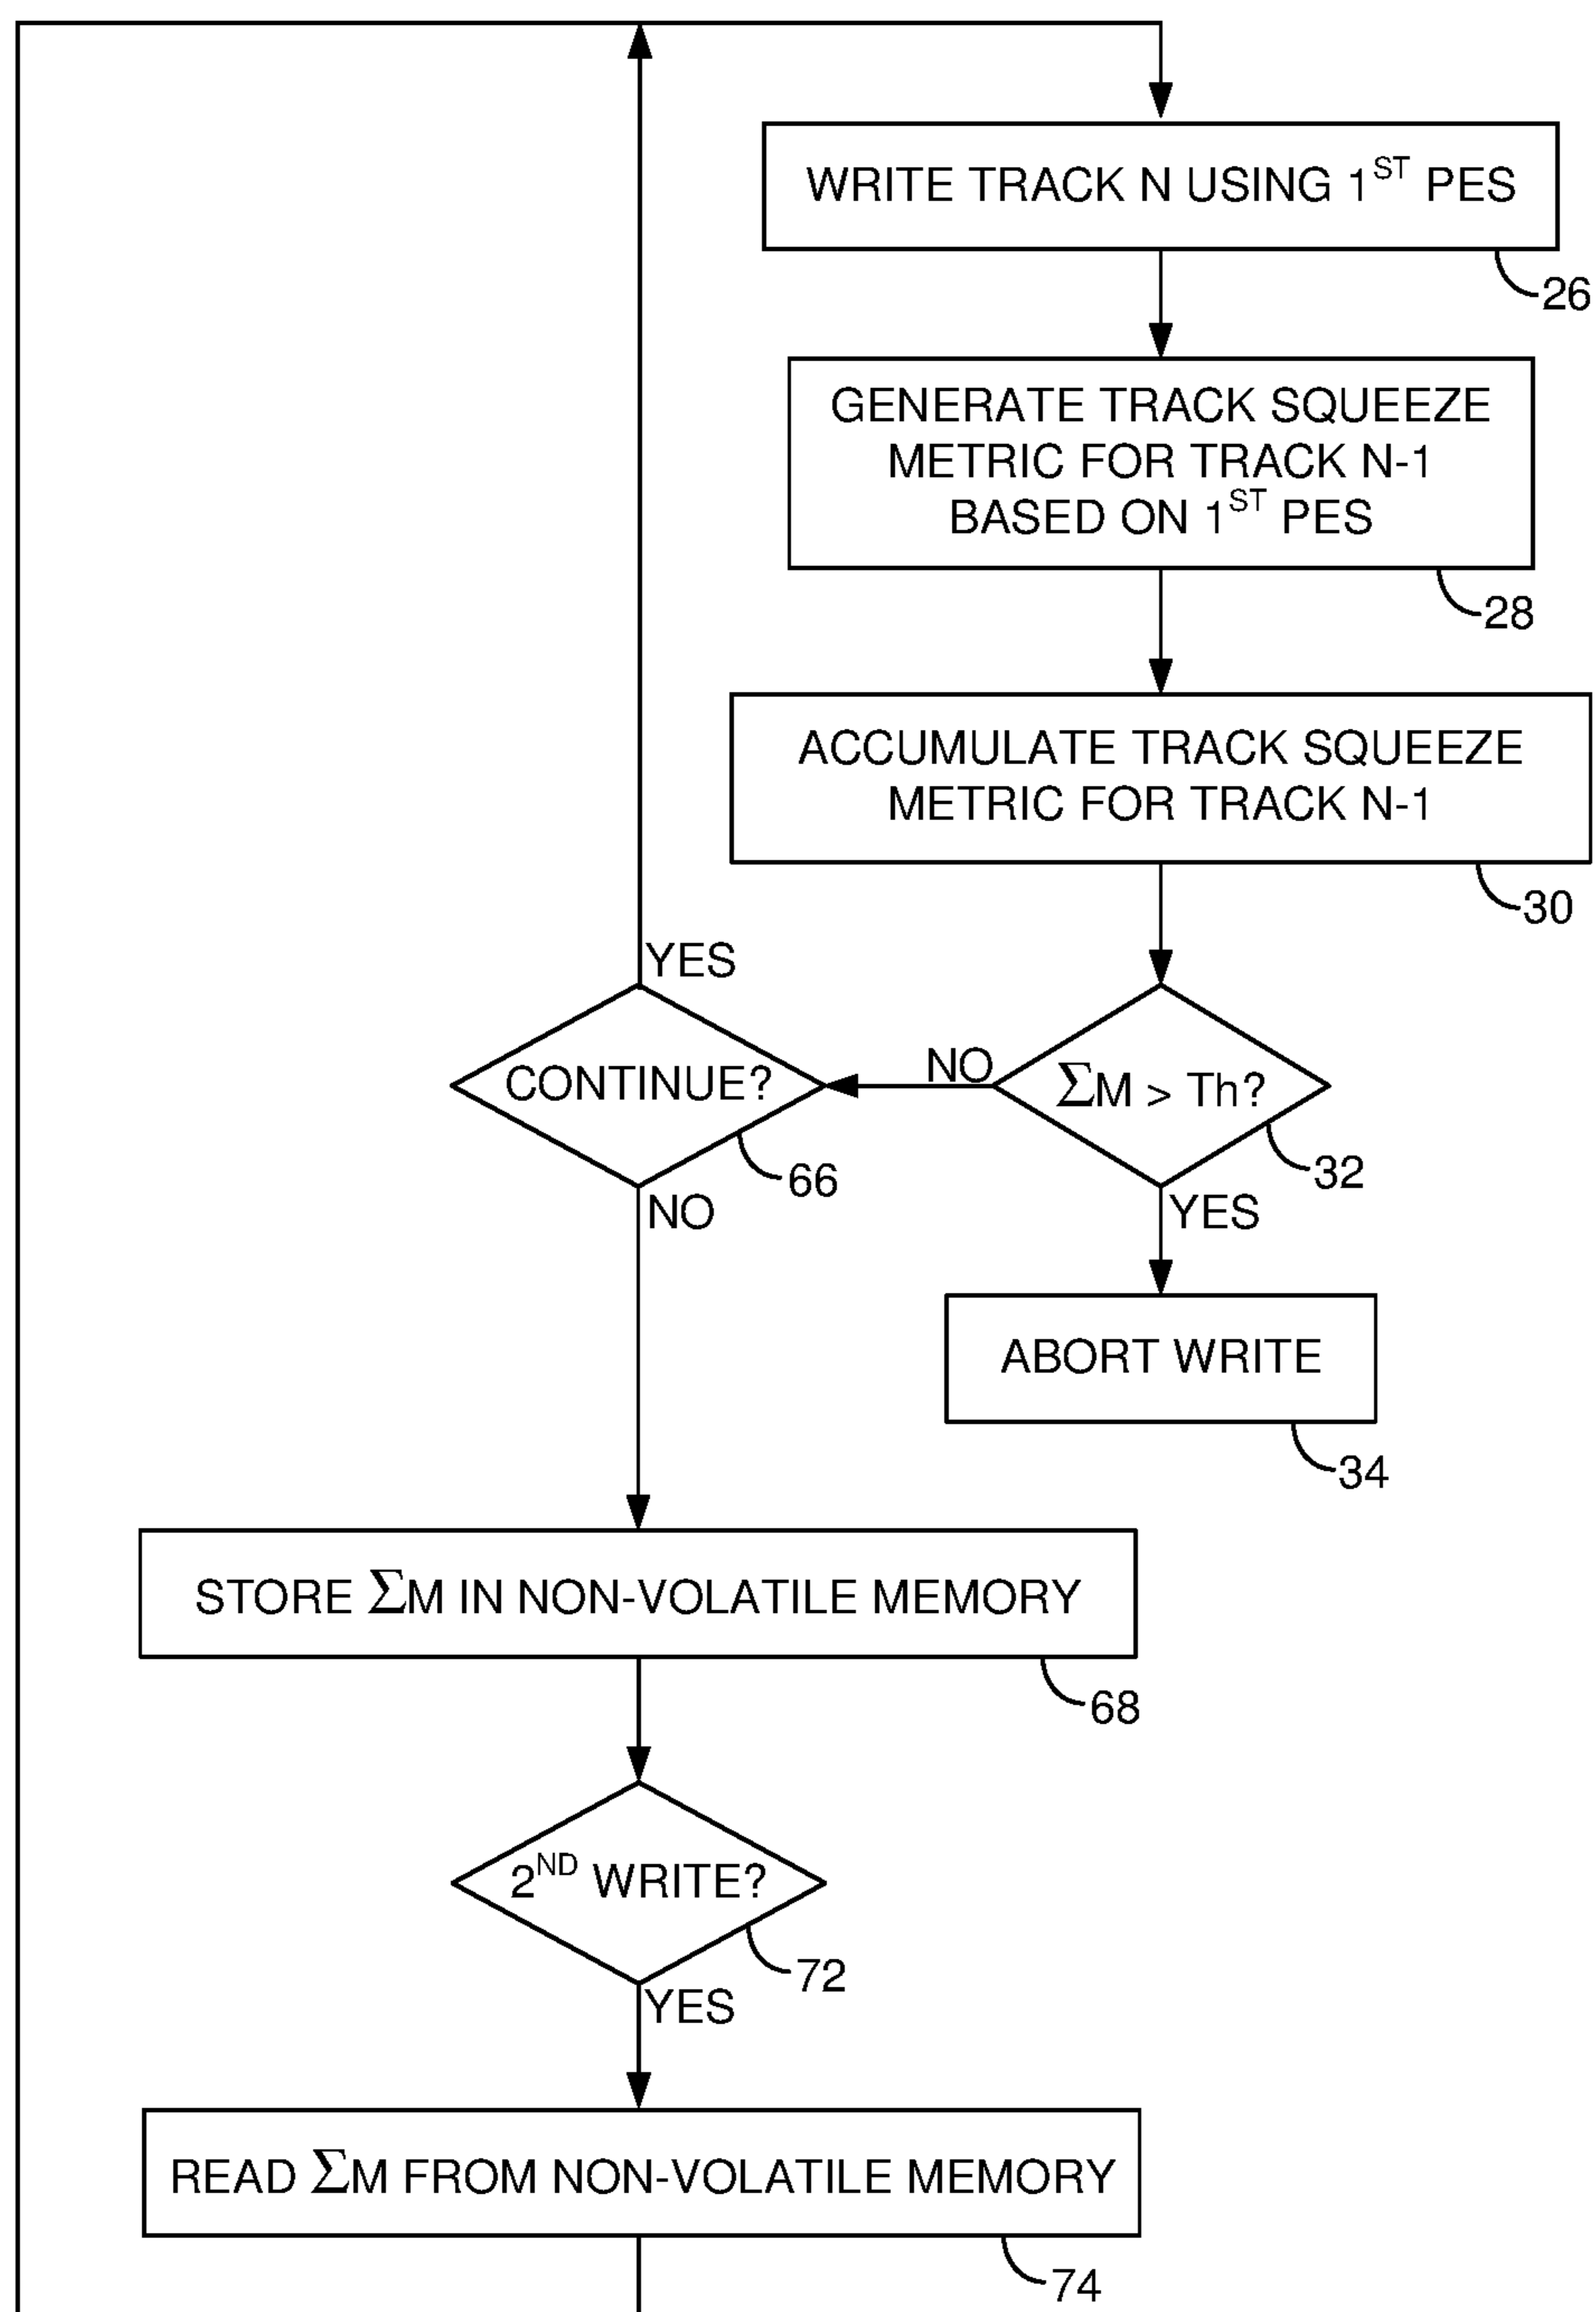 WRITE TRACK N USING 1ST PES
26
GENERATE TRACK SQUEEZE
METRIC FOR TRACK N-1
BASED ON 1ST PES
28
ACCUMULATE TRACK SQUEEZE
METRIC FOR TRACK N-1
30
YES
CONTINUE?
66
NO
ΣM > Th?
32
NO
YES
ABORT WRITE
34
STORE ΣM IN NON-VOLATILE MEMORY
68
2ND WRITE?
72
YES
READ ΣM FROM NON-VOLATILE MEMORY
74